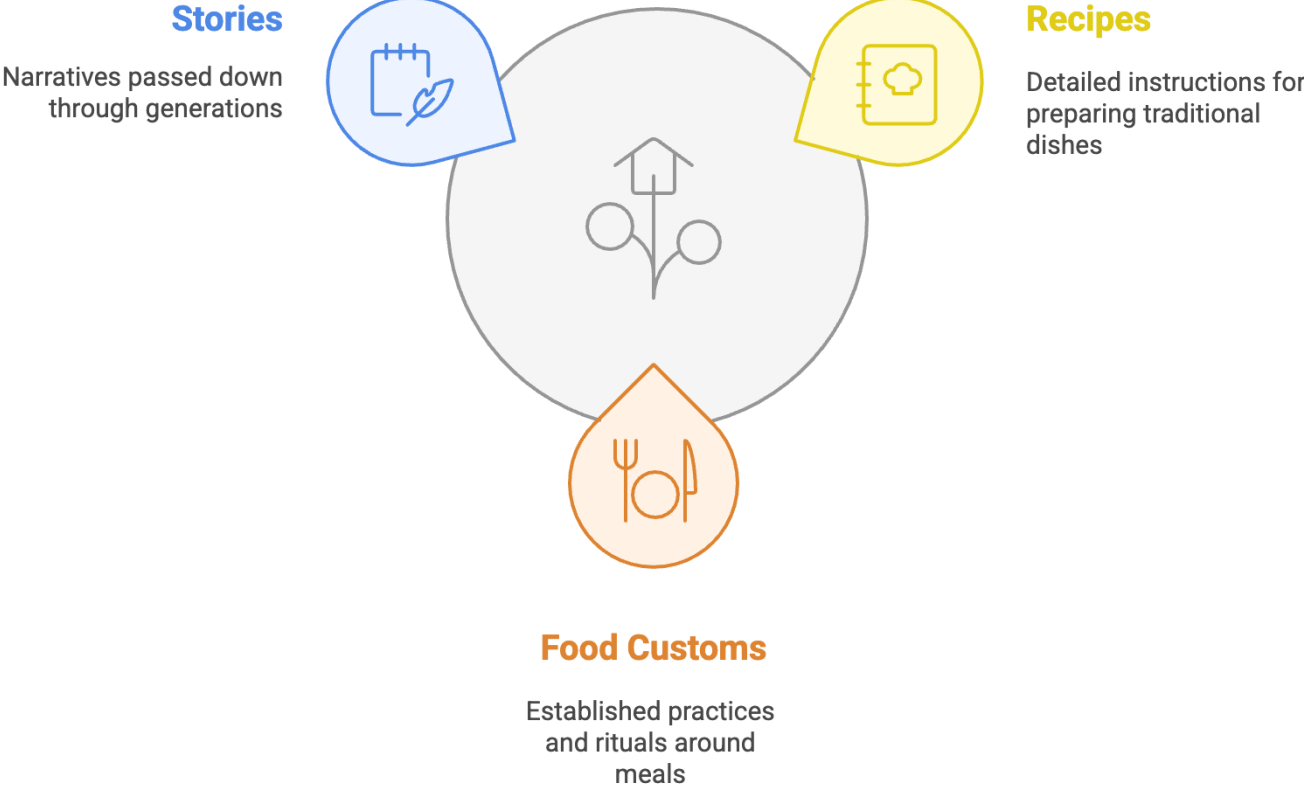 Stories
Narratives passed down
through generations
Recipes
Detailed instructions for
preparing traditional
dishes
Food Customs
Established practices
and rituals around
meals